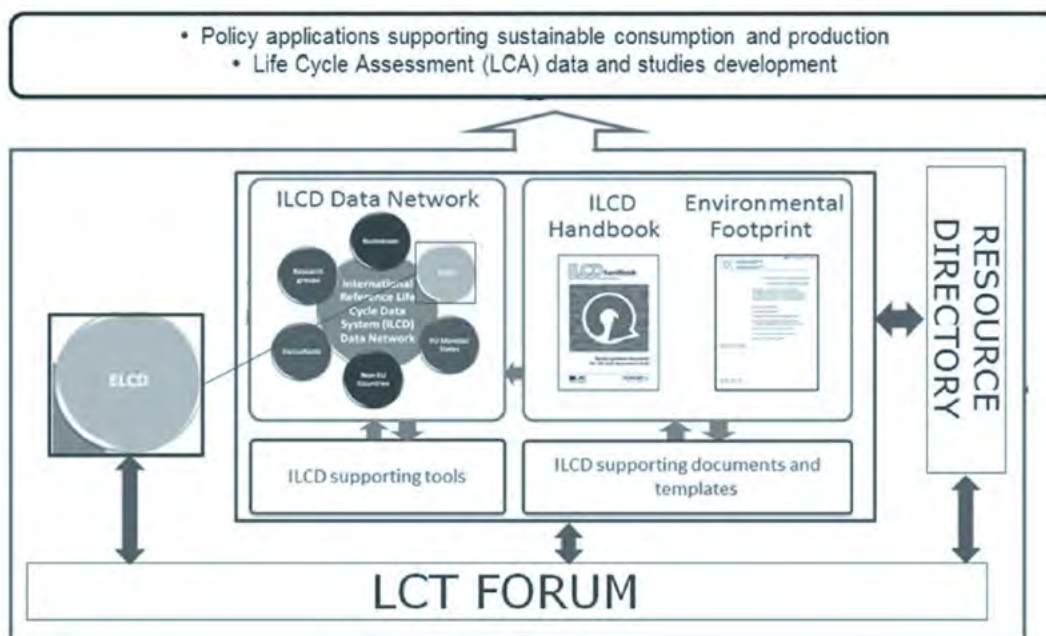 • Policy applications supporting sustainable consumption and production
• Life Cycle Assessment (LCA) data and studies development
ILCD Data Network
Businesses
Research groups
International
Reference Life
Cycle Data
System (ILCD)
Data Network
Consultants
EU Member
States
Non-EU
Countries
ILCD
Handbook
Environmental
Footprint
ILCD handbook
RESOURCE
DIRECTORY
ELCD
ILCD supporting tools
ILCD supporting documents and
templates
LCT FORUM